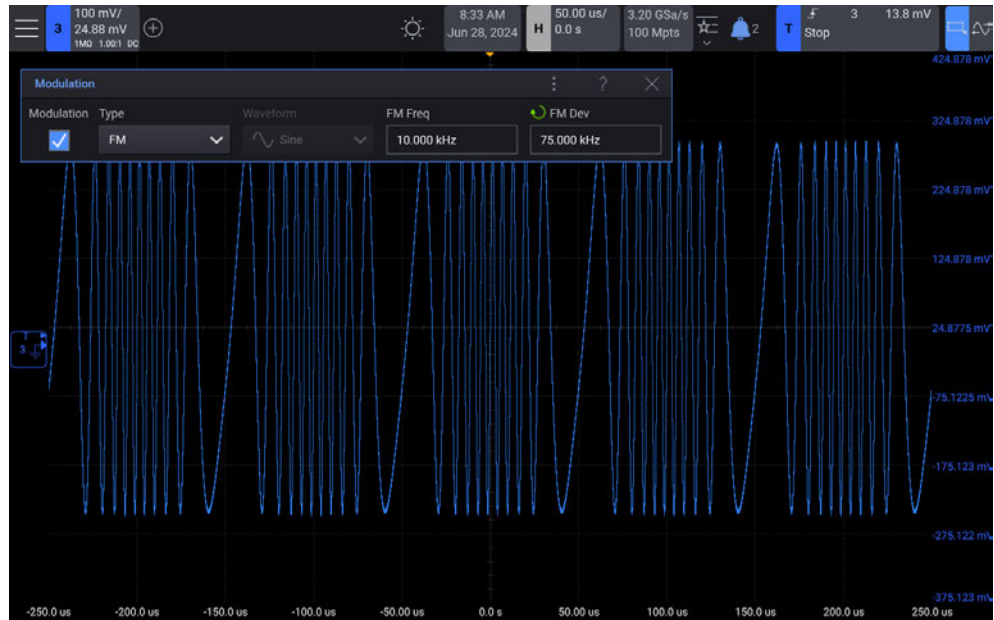 3
100 mV/
24.88 mV
1MΩ 1.00:1 DC
8:33 AM
Jun 28, 2024
H
50.00 us/
0.0 s
3.20 GSa/s
100 Mpts
2
T
3
13.8 mV
Stop
424.878 mV
Modulation
?
Modulation
Type
Waveform
FM Freq
FM Dev
FM
Sine
10.000 kHz
75.000 kHz
324.878 mV
224.878 mV
124.878 mV
T
3
24.8775 mV
-75.1225 mV
-175.123 mV
-275.122 mV
-375.123 mV
-250.0 us
-200.0 us
-150.0 us
-100.0 us
-50.00 us
0.0 s
50.00 us
100.0 us
150.0 us
200.0 us
250.0 us